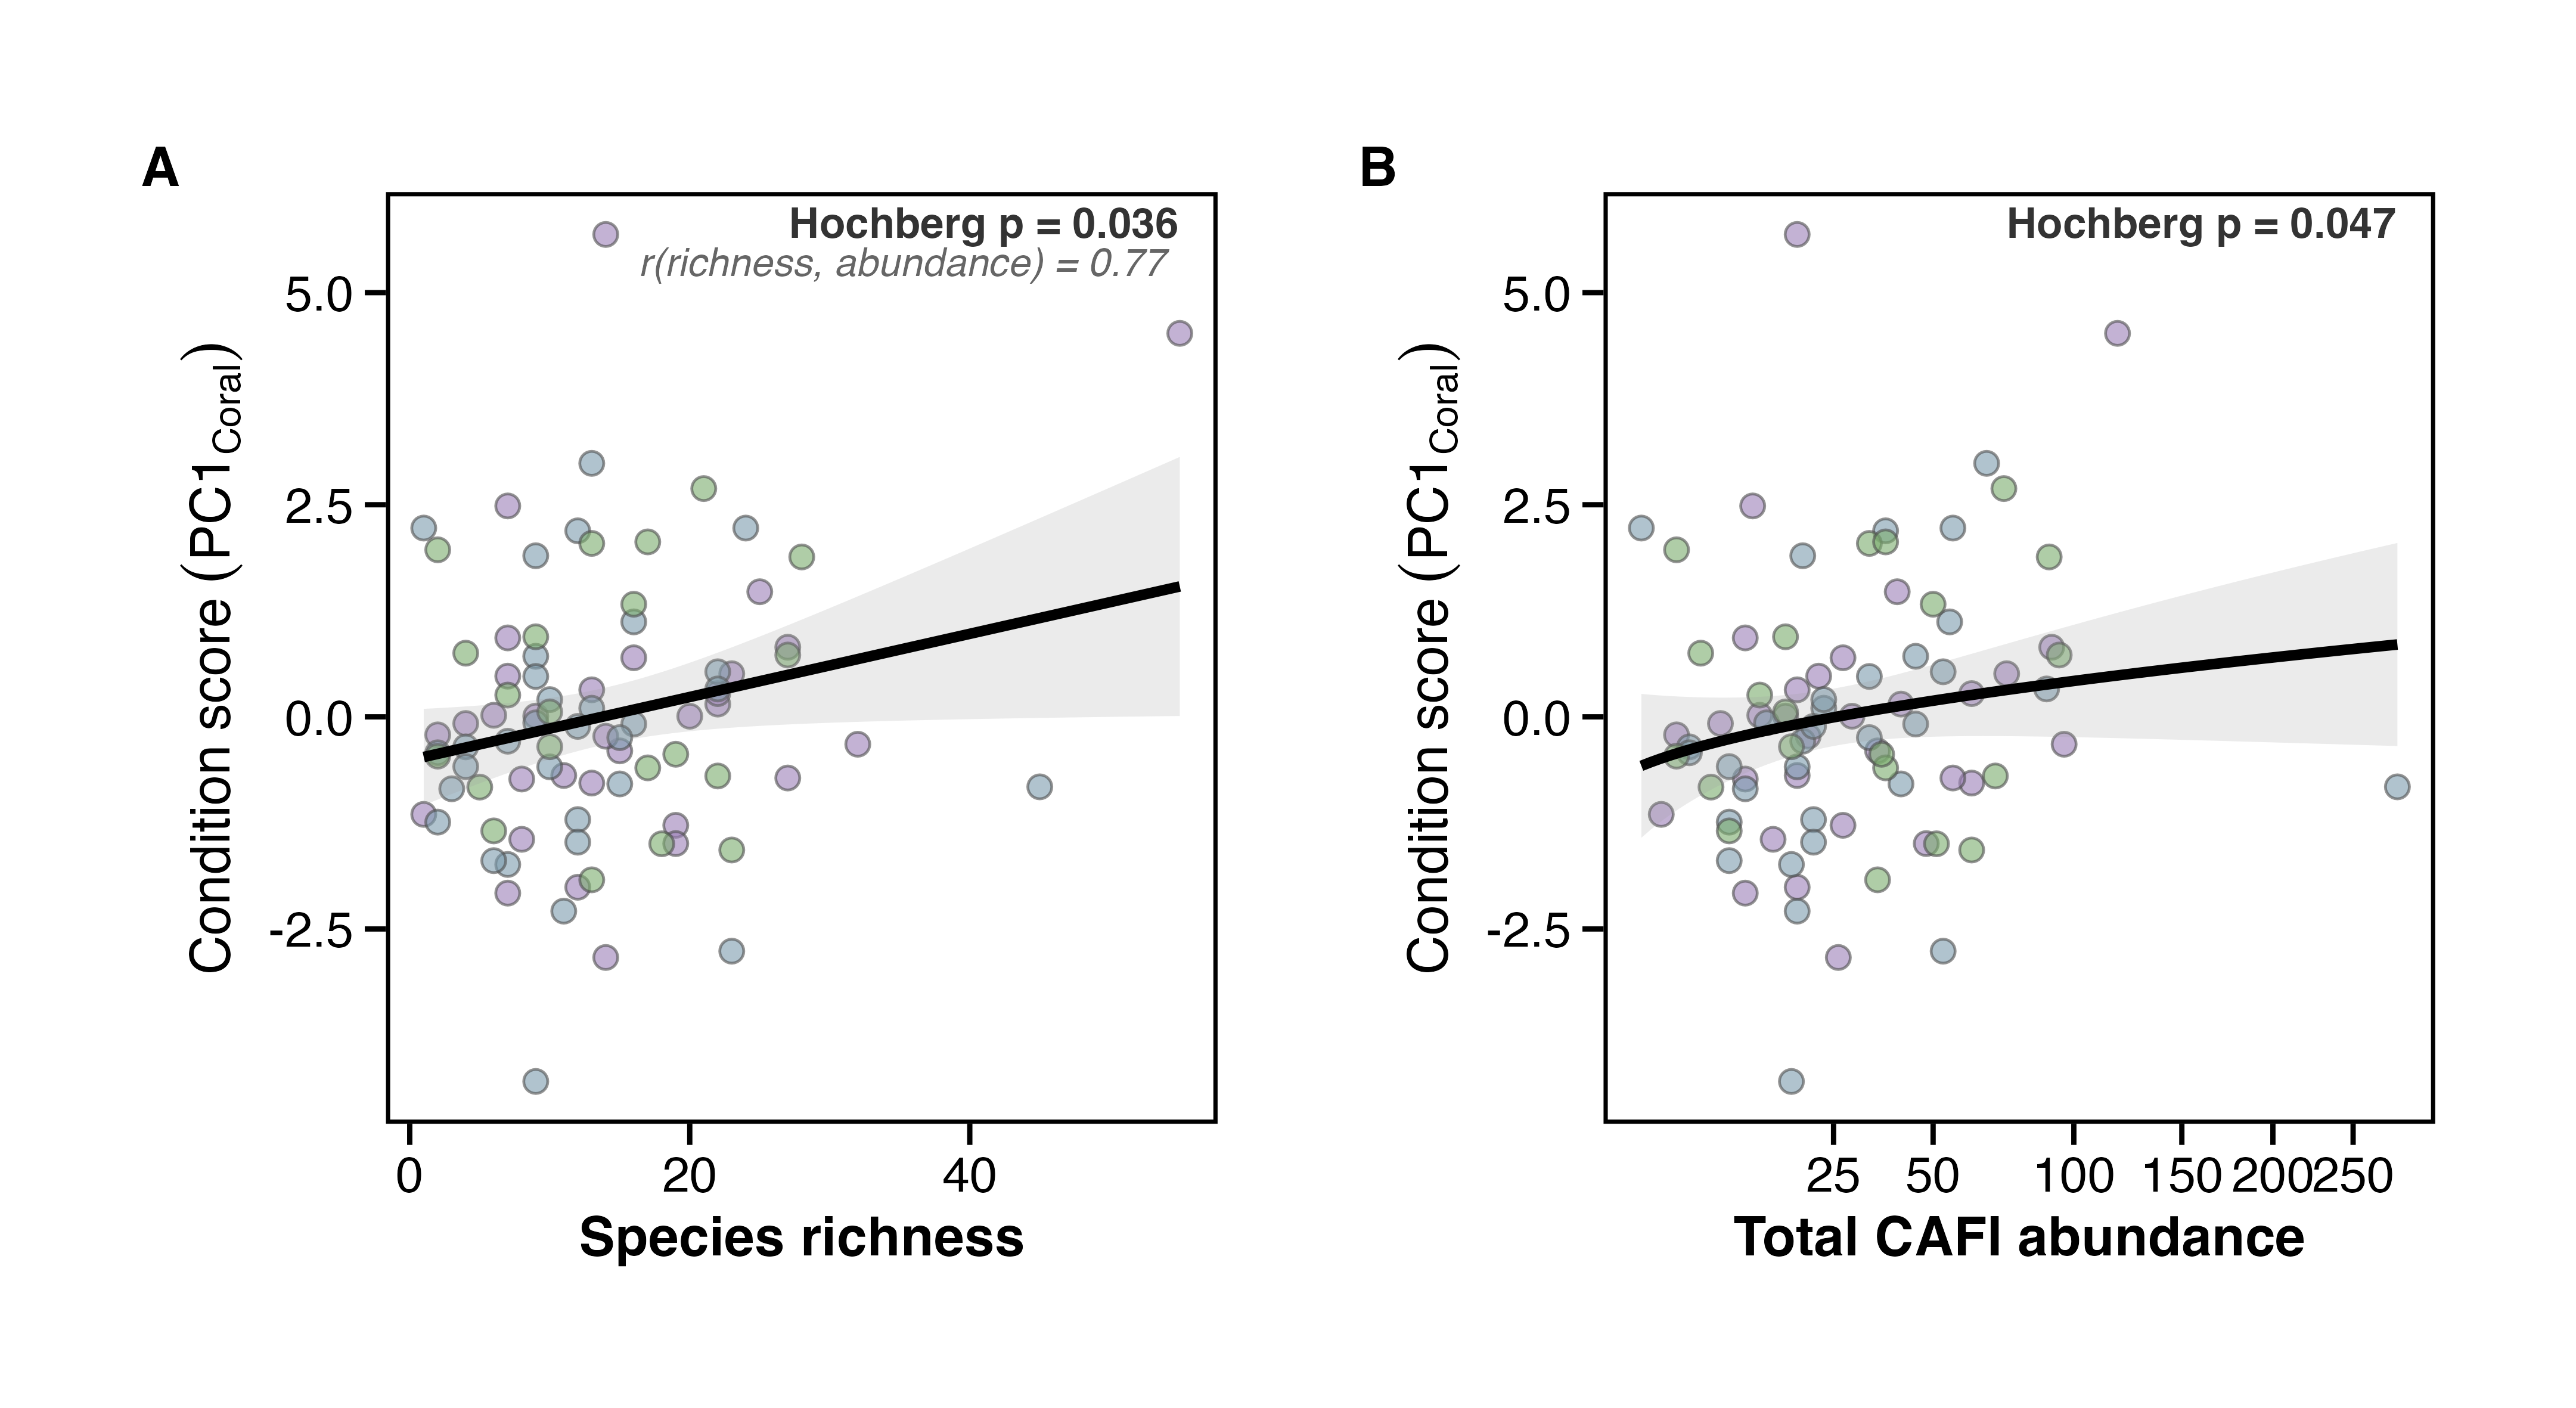 A
Hochberg p = 0.036
r(richness, abundance) = 0.77
5.0
2.5
0.0
-2.5
Condition score (PC1Coral)
0 20 40
Species richness
B
Hochberg p = 0.047
5.0
2.5
0.0
-2.5
Condition score (PC1Coral)
25 50 100 150 200 250
Total CAFI abundance